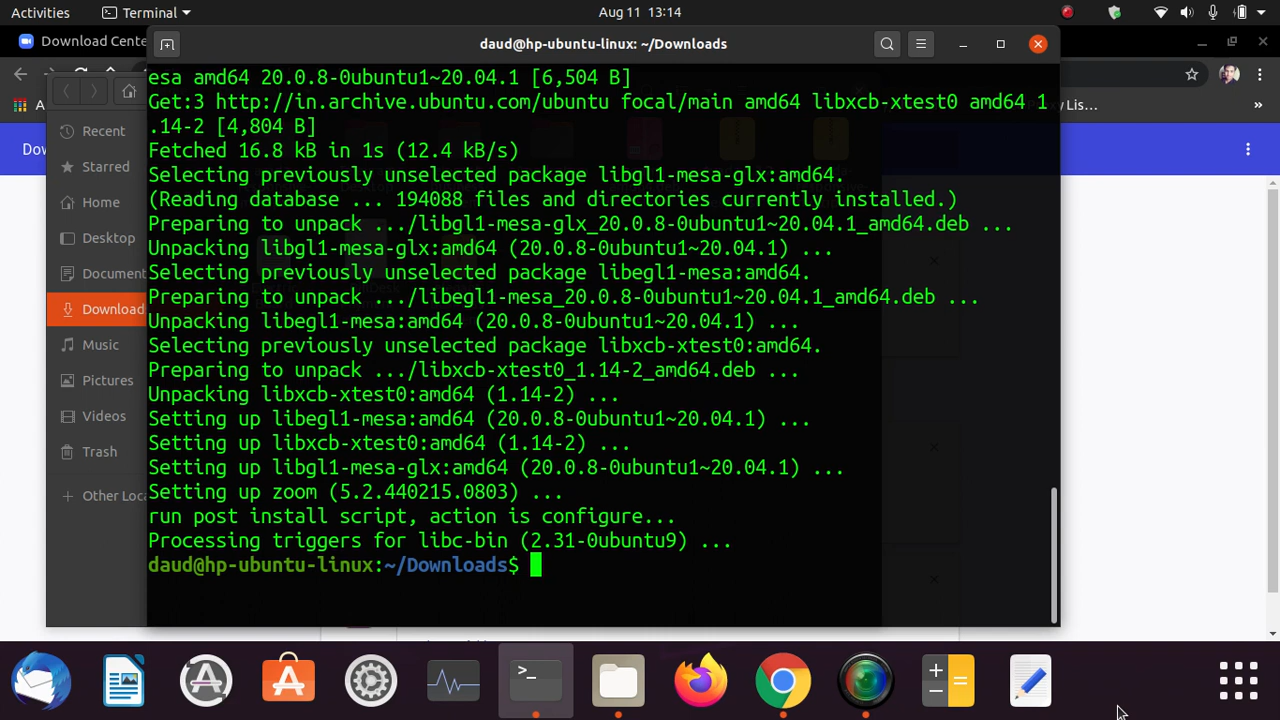 Activities
Terminal
Aug 11 13:14
Download Cente
daud@hp-ubuntu-linux: ~/Downloads
Recent
Starred
Home
Desktop
Document
Download
Music
Pictures
Videos
Trash
Other Loca
esa amd64 20.0.8-0ubuntu1~20.04.1 [6,504 B]
Get:3 http://in.archive.ubuntu.com/ubuntu focal/main amd64 libxcb-xtest0 amd64 1
.14-2 [4,804 B]
Fetched 16.8 kB in 1s (12.4 kB/s)
Selecting previously unselected package libgl1-mesa-glx:amd64.
(Reading database ... 194088 files and directories currently installed.)
Preparing to unpack .../libgl1-mesa-glx_20.0.8-0ubuntu1~20.04.1_amd64.deb ...
Unpacking libgl1-mesa-glx:amd64 (20.0.8-0ubuntu1~20.04.1) ...
Selecting previously unselected package libegl1-mesa:amd64.
Preparing to unpack .../libegl1-mesa_20.0.8-0ubuntu1~20.04.1_amd64.deb ...
Unpacking libegl1-mesa:amd64 (20.0.8-0ubuntu1~20.04.1) ...
Selecting previously unselected package libxcb-xtest0:amd64.
Preparing to unpack .../libxcb-xtest0_1.14-2_amd64.deb ...
Unpacking libxcb-xtest0:amd64 (1.14-2) ...
Setting up libegl1-mesa:amd64 (20.0.8-0ubuntu1~20.04.1) ...
Setting up libxcb-xtest0:amd64 (1.14-2) ...
Setting up libgl1-mesa-glx:amd64 (20.0.8-0ubuntu1~20.04.1) ...
Setting up zoom (5.2.440215.0803) ...
run post install script, action is configure...
Processing triggers for libc-bin (2.31-0ubuntu9) ...
daud@hp-ubuntu-linux:~/Downloads$